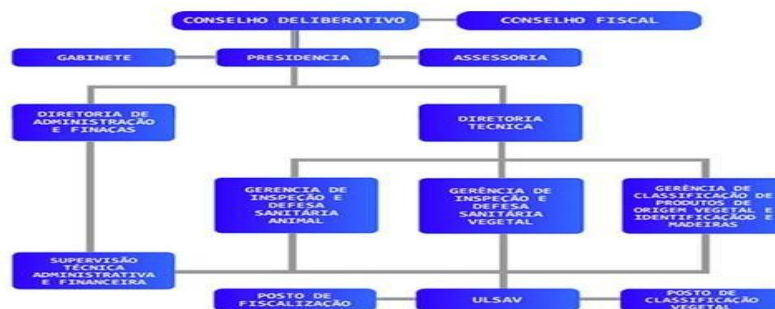 CONSELHO DELIBERATIVO
CONSELHO FISCAL
GABINETE
PRESIDENCIA
ASSESSORIA
DIRETORIA DE
ADMINISTRAÇÃO
E FINAÇAS
DIRETORIA
TECNICA
GERENCIA DE
INSPEÇÃO E
DEFESA
SANITÁRIA
ANIMAL
GERÊNCIA DE
INSPEÇÃO E
DEFESA
SANITÁRIA
VEGETAL
GERÊNCIA DE
CLASSIFICAÇÃO DE
PRODUTOS DE
ORIGEM VEGETAL E
IDENTIFICAÇÃOD E
MADEIRAS
SUPERVISÃO
TÉCNICA
ADMINISTRATIVA
E FINANCEIRA
POSTO DE
FISCALIZAÇÃO
ULSAV
POSTO DE
CLASSIFICAÇÃO
VEGETAL